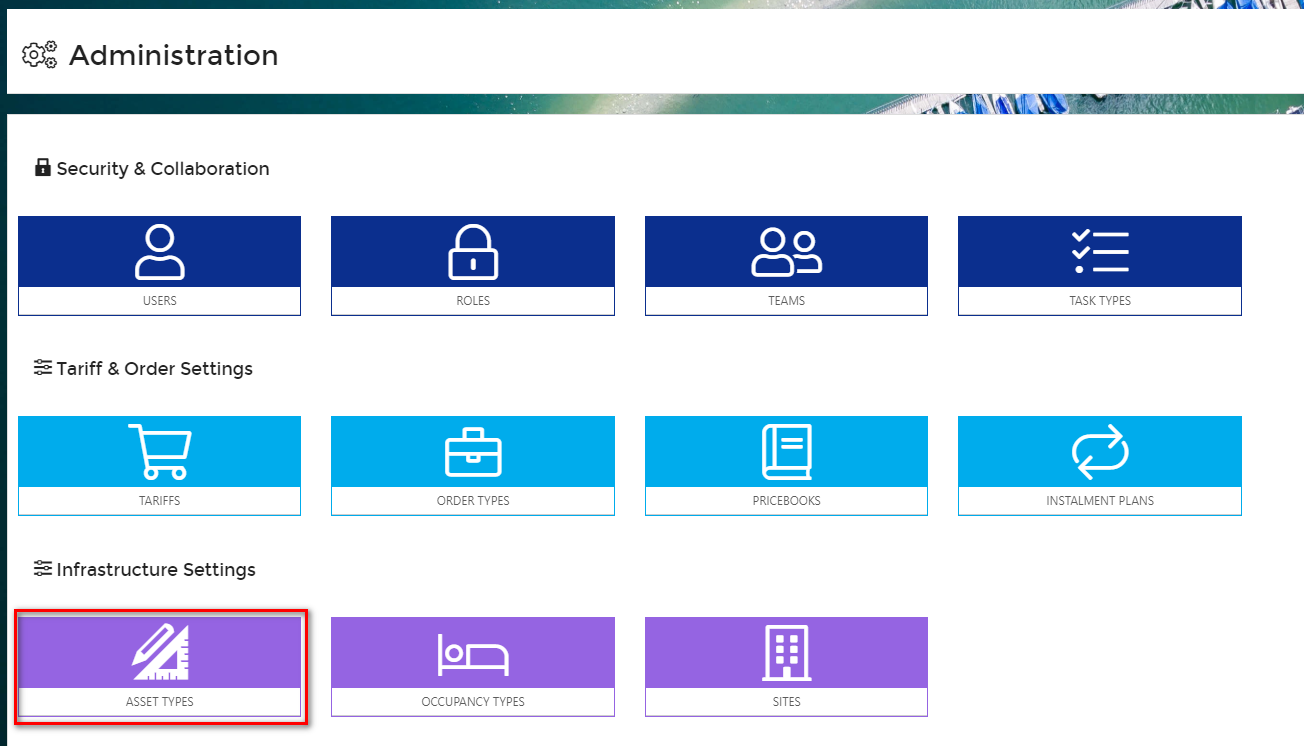 Administration
Security & Collaboration
USERS
ROLES
TEAMS
TASK TYPES
Tariff & Order Settings
TARIFFS
ORDER TYPES
PRICEBOOKS
INSTALMENT PLANS
Infrastructure Settings
ASSET TYPES
OCCUPANCY TYPES
SITES